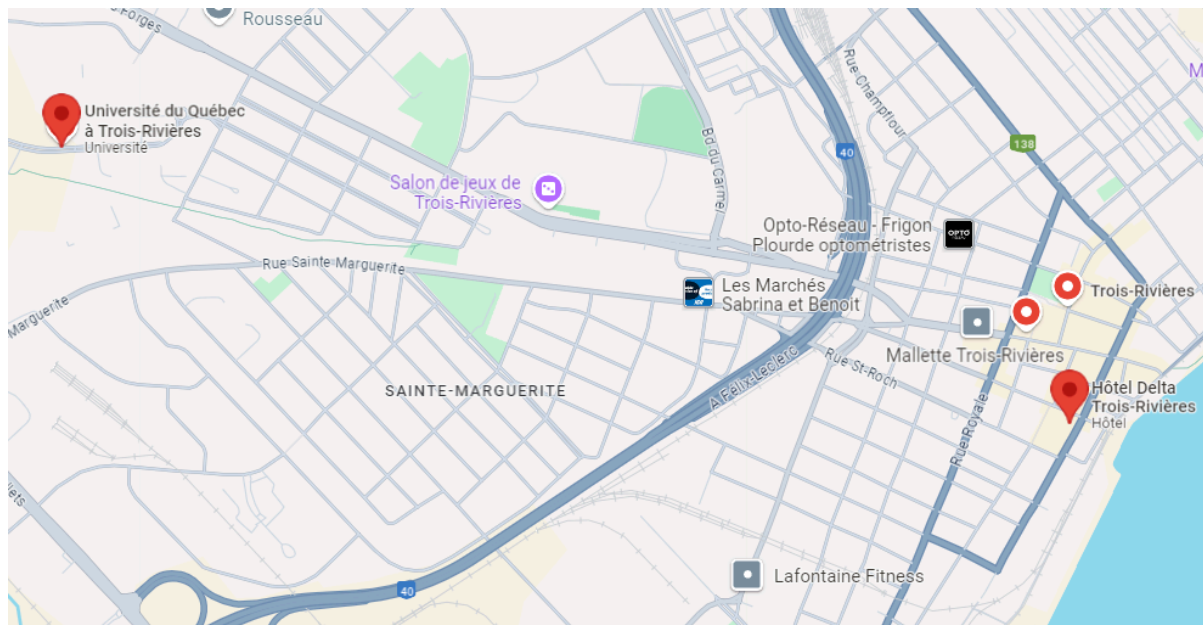 Rousseau
Forges
Université du Québec
à Trois-Rivières
Université
Rue Champflour
138
40
Bd du Carmel
Salon de jeux de
Trois-Rivières
Opto-Réseau - Frigon
Plourde optométristes
OPTO
Rue Sainte Marguerite
Les Marchés
Sabrina et Benoit
Trois-Rivières
Marguerite
Mallette Trois-Rivières
Rue St-Roch
A Félix-Leclerc
SAINTE-MARGUERITE
Hôtel Delta
Trois-Rivières
Hôtel
Rue Royale
40
Lafontaine Fitness